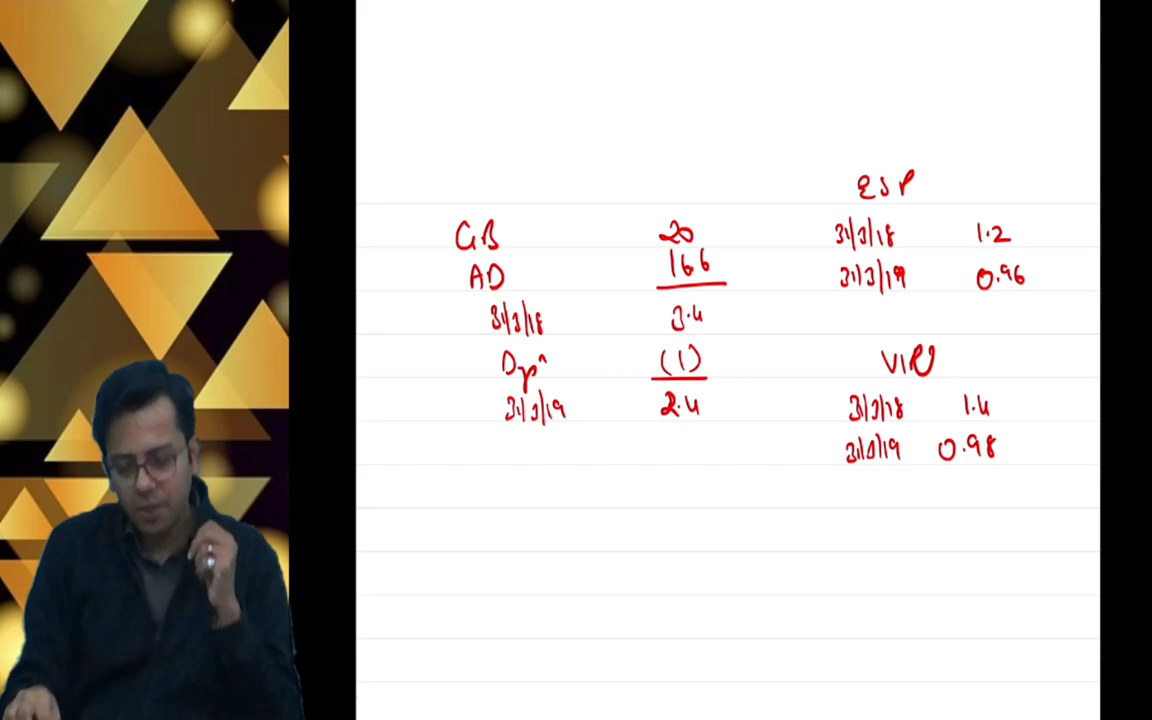 GB 20
AD 166
31/3/18 3.4
Dpn (1)
31/3/19 2.4
ESP
31/3/18 1.2
31/3/19 0.96
VIU
31/3/18 1.4
31/3/19 0.98